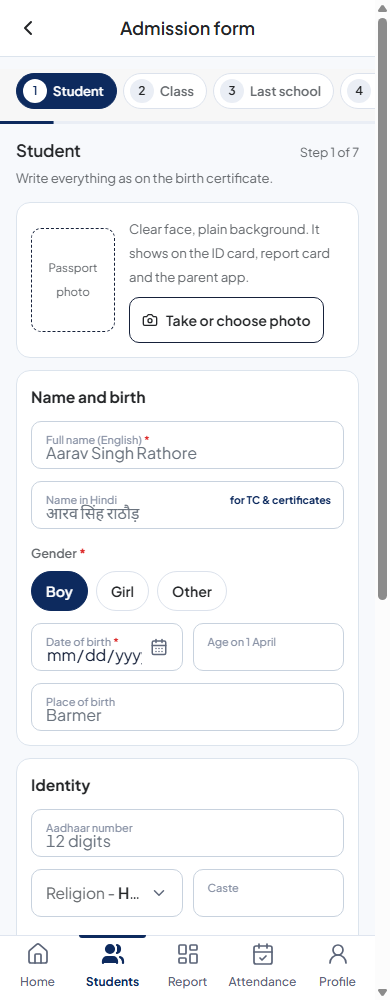 Admission form
1 Student
2 Class
3 Last school
4
Student
Step 1 of 7
Write everything as on the birth certificate.
Passport
photo
Clear face, plain background. It
shows on the ID card, report card
and the parent app.
Take or choose photo
Name and birth
Full name (English) *
Aarav Singh Rathore
Name in Hindi
for TC & certificates
आरव सिंह राठौड़
Gender *
Boy
Girl
Other
Date of birth *
mm/dd/yyy
Age on 1 April
Place of birth
Barmer
Identity
Aadhaar number
12 digits
Religion - H...
Caste
Home
Students
Report
Attendance
Profile